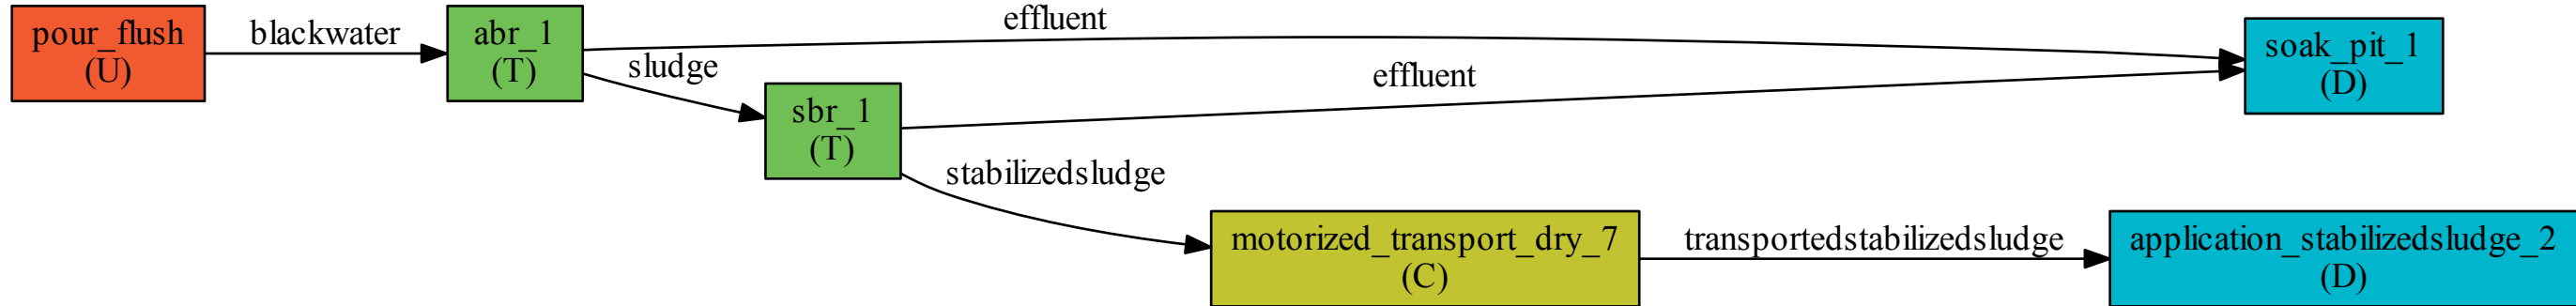 pour_flush
(U)
blackwater
abr_1
(T)
effluent
sludge
sbr_1
(T)
effluent
soak_pit_1
(D)
stabilizedsludge
motorized_transport_dry_7
(C)
transportedstabilizedsludge
application_stabilizedsludge_2
(D)